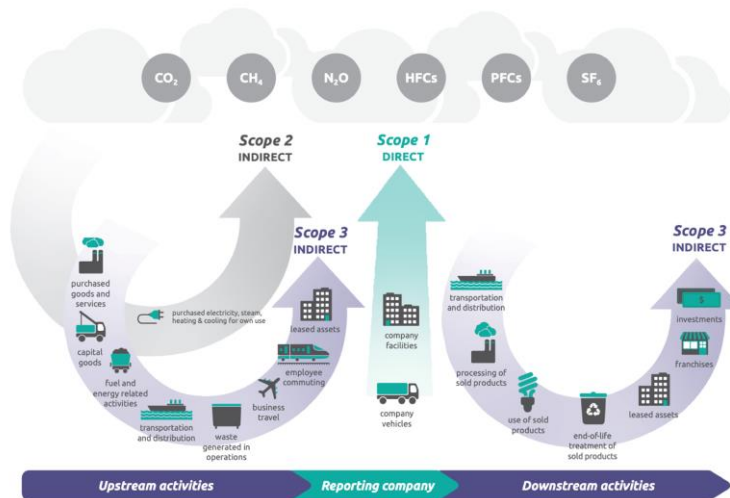 CO₂
CH₄
N₂O
HFCs
PFCs
SF₆
Scope 2
INDIRECT
Scope 1
DIRECT
Scope 3
INDIRECT
Scope 3
INDIRECT
purchased
goods and
services
capital
goods
fuel and
energy related
activities
transportation
and distribution
waste
generated in
operations
business
travel
employee
commuting
leased assets
purchased electricity, steam,
heating & cooling for own use
company
facilities
company
vehicles
transportation
and distribution
processing of
sold products
use of sold
products
end-of-life
treatment of
sold products
leased assets
franchises
$
investments
Upstream activities
Reporting company
Downstream activities